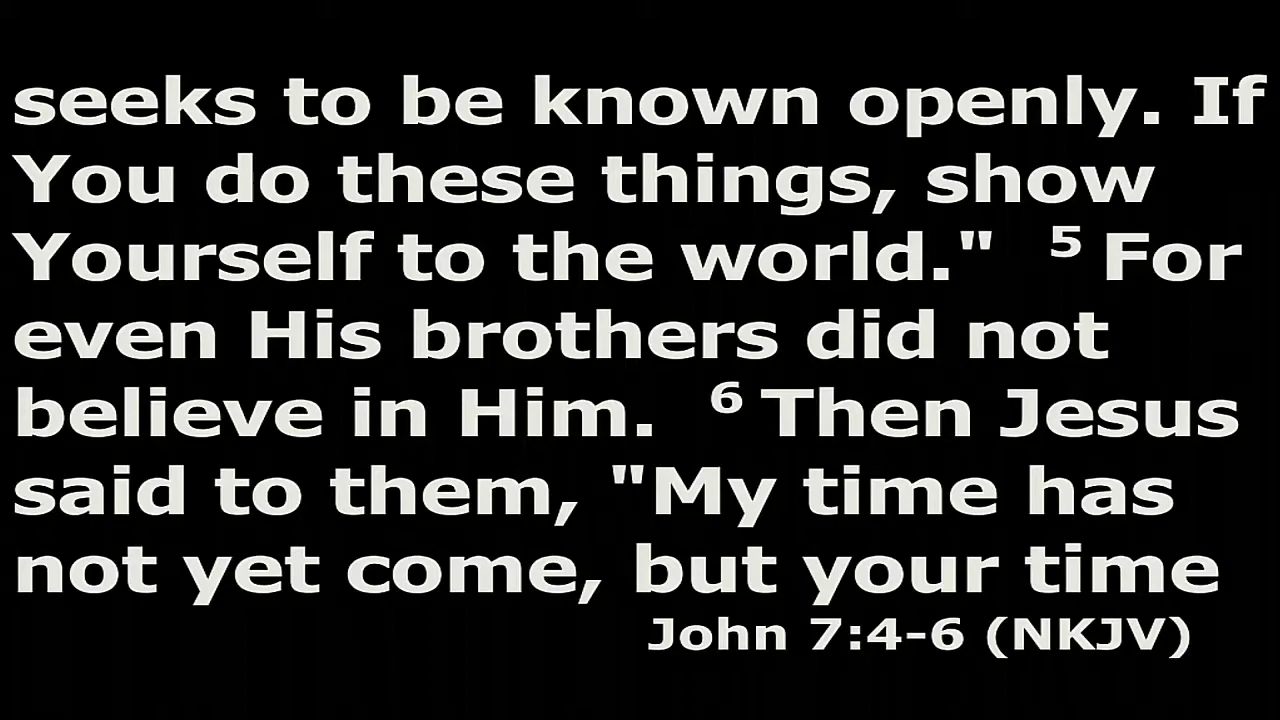 seeks to be known openly. If
You do these things, show
Yourself to the world." 5 For
even His brothers did not
believe in Him. 6 Then Jesus
said to them, "My time has
not yet come, but your time
John 7:4-6 (NKJV)